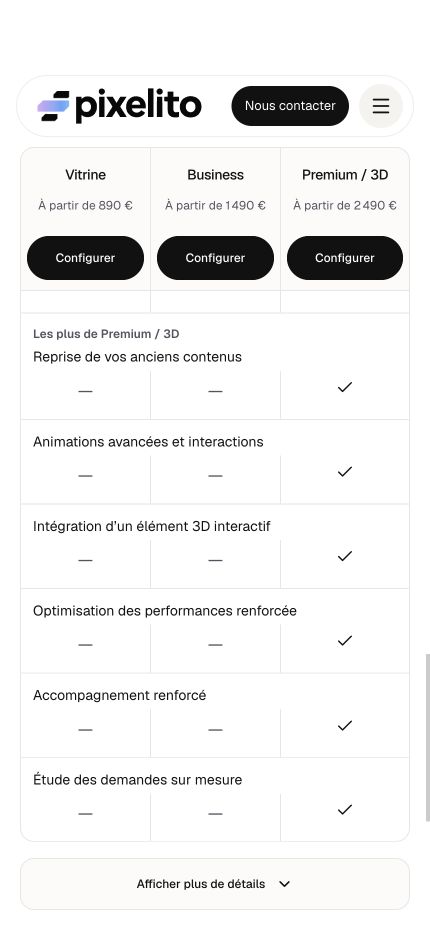 pixelito
Nous contacter
Vitrine
Business
Premium / 3D
À partir de 890 €
À partir de 1 490 €
À partir de 2 490 €
Configurer
Configurer
Configurer
Les plus de Premium / 3D
Reprise de vos anciens contenus
—
—
Animations avancées et interactions
—
—
Intégration d’un élément 3D interactif
—
—
Optimisation des performances renforcée
—
—
Accompagnement renforcé
—
—
Étude des demandes sur mesure
—
—
Afficher plus de détails